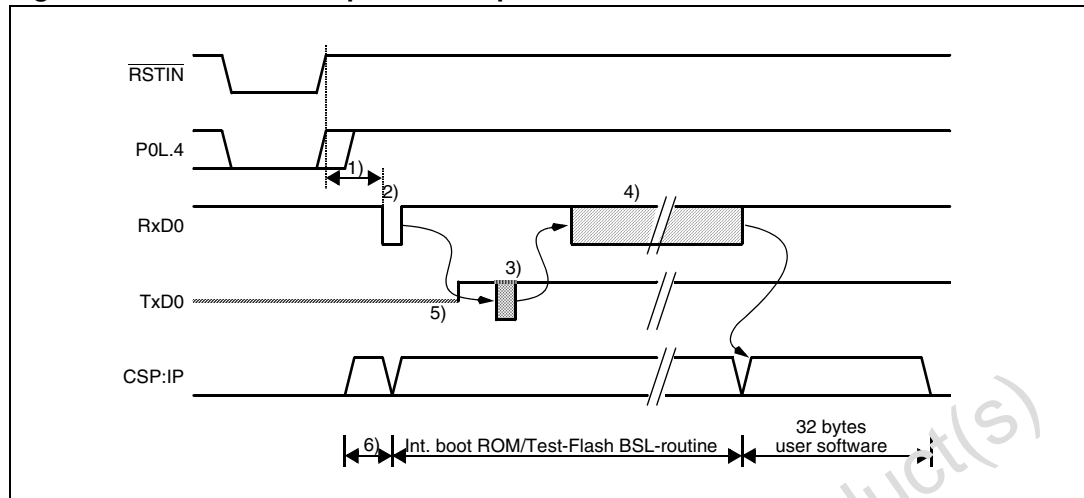 RSTIN
P0L.4
1)
2)
4)
RxD0
3)
TxD0
5)
CSP:IP
32 bytes
6) Int. boot ROM/Test-Flash BSL-routine user software